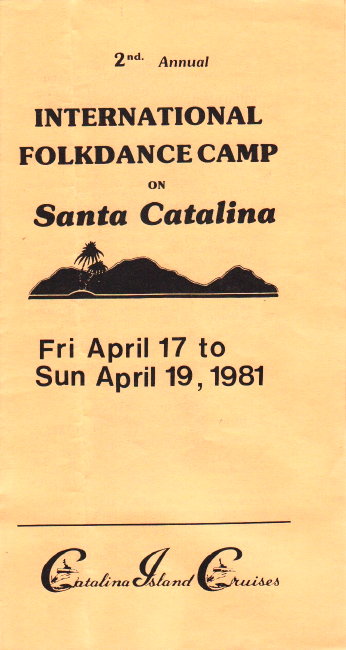 2nd. Annual
INTERNATIONAL
FOLKDANCE CAMP
ON
Santa Catalina
Fri April 17 to
Sun April 19, 1981
Catalina Island Cruises